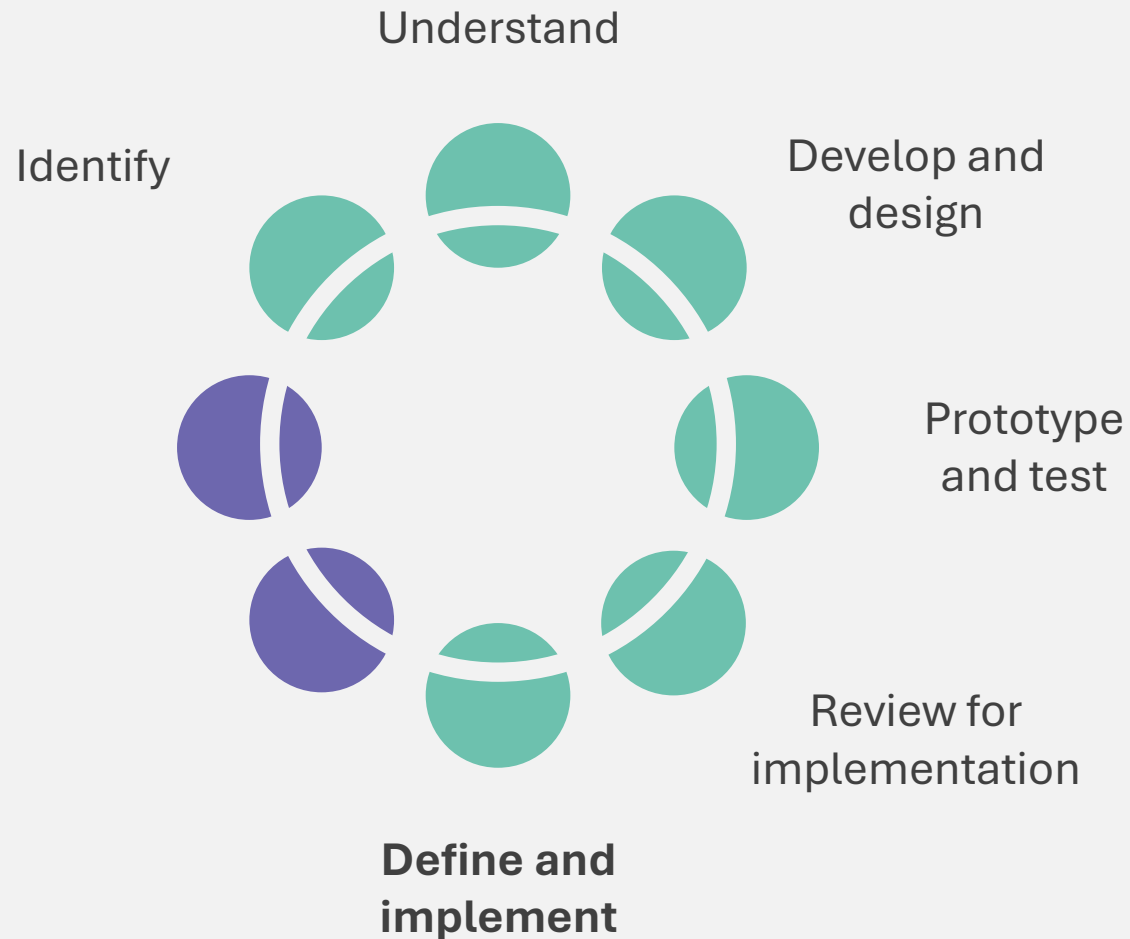 Understand
Identify
Develop and
design
Prototype
and test
Review for
implementation
Define and
implement